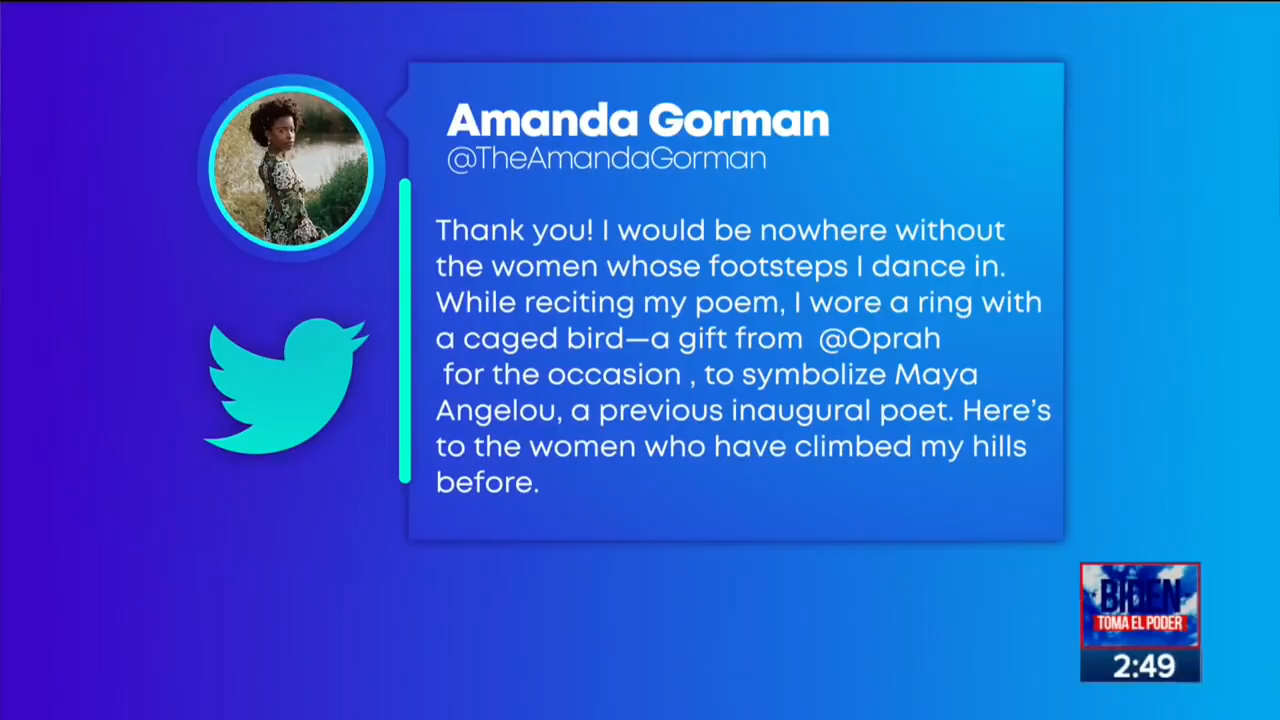 Amanda Gorman
@TheAmandaGorman
Thank you! I would be nowhere without
the women whose footsteps I dance in.
While reciting my poem, I wore a ring with
a caged bird—a gift from  @Oprah
for the occasion , to symbolize Maya
Angelou, a previous inaugural poet. Here’s
to the women who have climbed my hills
before.
BIDEN
TOMA EL PODER
2:49